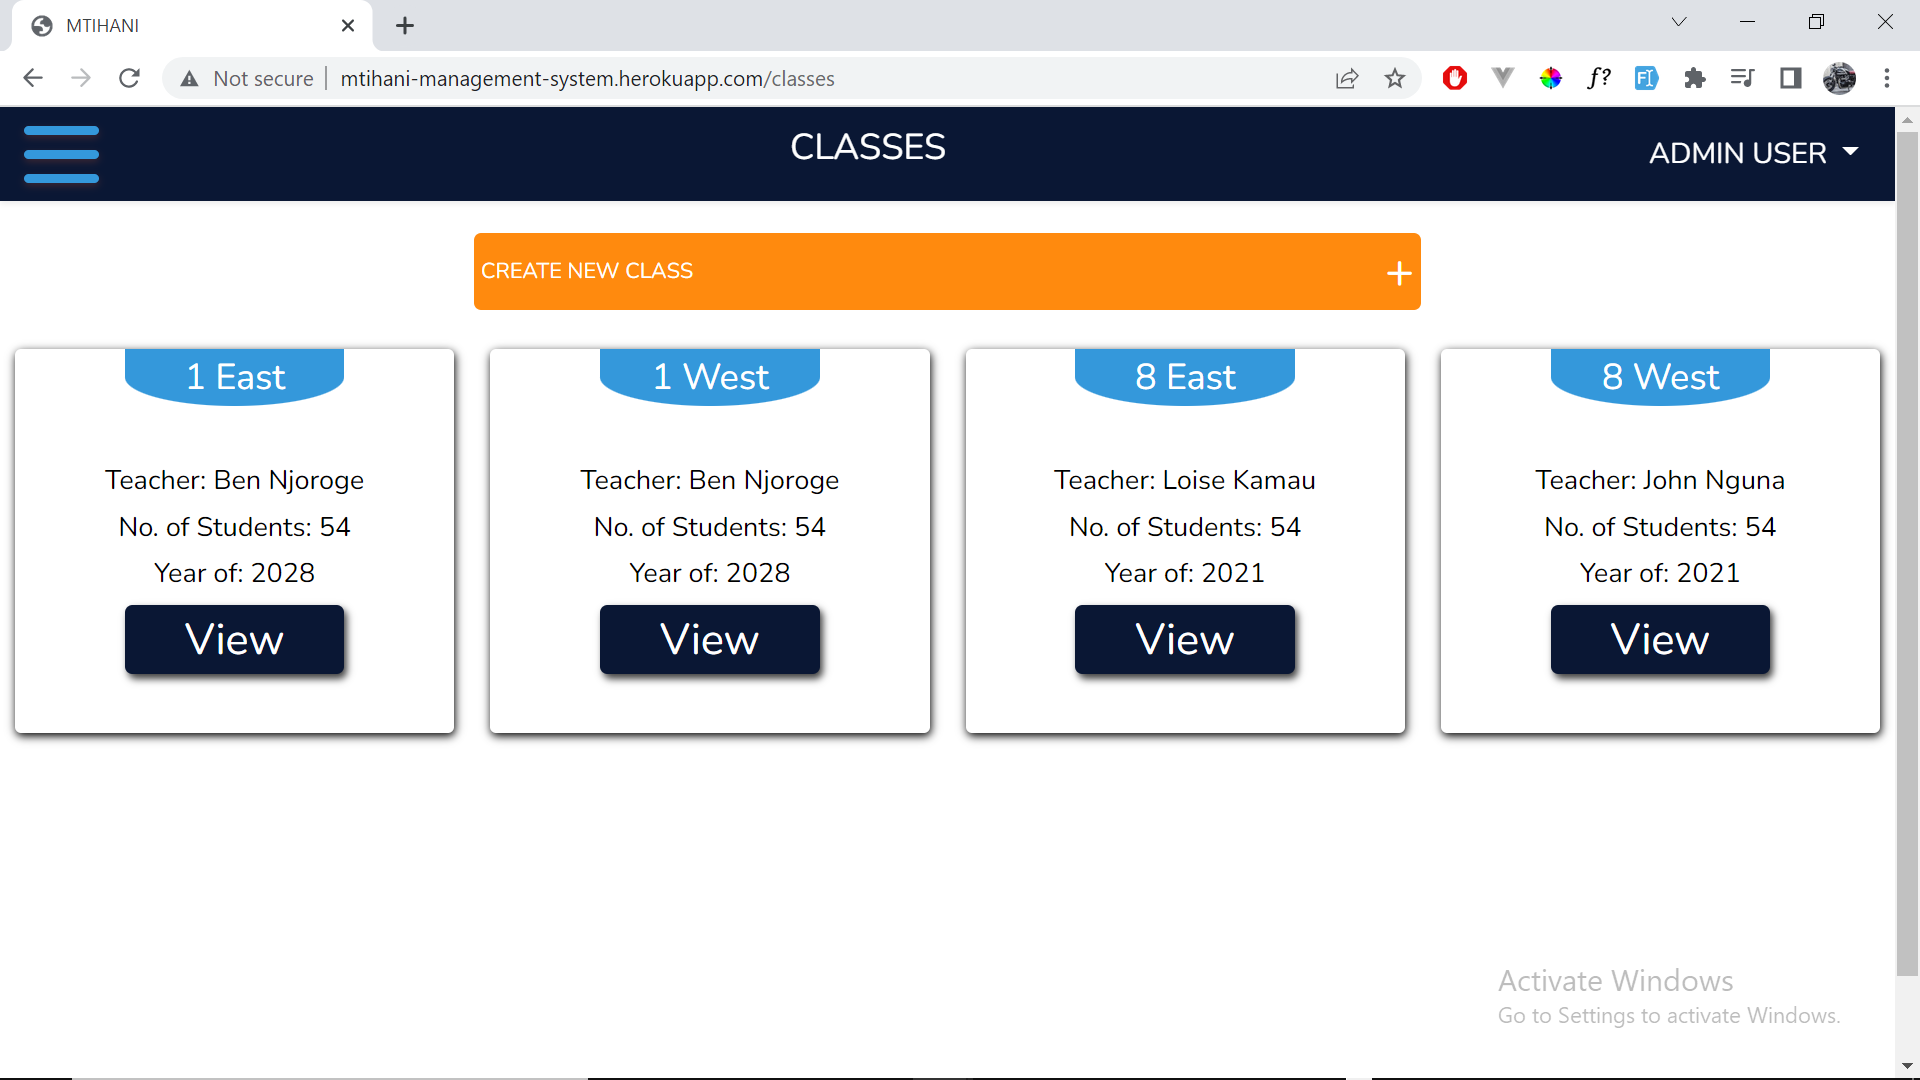 MTIHANI
Not secure
mtihani-management-system.herokuapp.com/classes
f?
CLASSES
ADMIN USER
CREATE NEW CLASS
+
1 East
Teacher: Ben Njoroge
No. of Students: 54
Year of: 2028
View
1 West
Teacher: Ben Njoroge
No. of Students: 54
Year of: 2028
View
8 East
Teacher: Loise Kamau
No. of Students: 54
Year of: 2021
View
8 West
Teacher: John Nguna
No. of Students: 54
Year of: 2021
View
Activate Windows
Go to Settings to activate Windows.